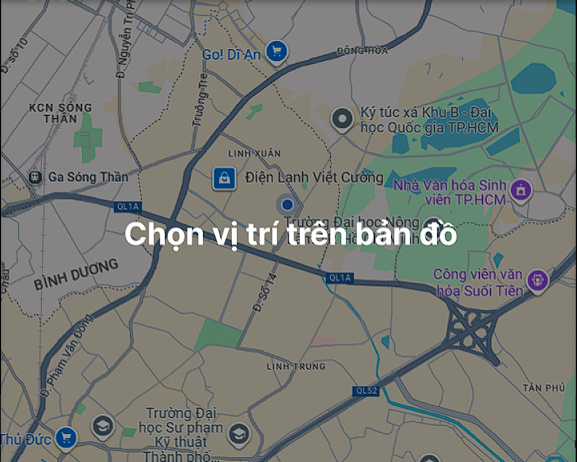 Đ. Số 10
Đ. Nguyễn Tri Ph
Go! Dĩ An
ĐÔNG HÒA
Truông Tre
KCN SÓNG
THẦN
Ký túc xá Khu B - Đại
học Quốc gia TP.HCM
LINH XUÂN
Ga Sóng Thần
Điện Lạnh Việt Cường
Nhà Văn hóa Sinh
viên TP.HCM
QL1A
Trường Đại học Nông
Chọn vị trí trên bản đồ
BÌNH DƯƠNG
QL1A
Công viên văn
hóa Suối Tiên
Đ. Số 14
Đ. Phạm Văn Đồng
LINH TRUNG
TÂN PHÚ
QL52
Trường Đại
học Sư phạm
Kỹ thuật
Thành phố...
Thủ Đức